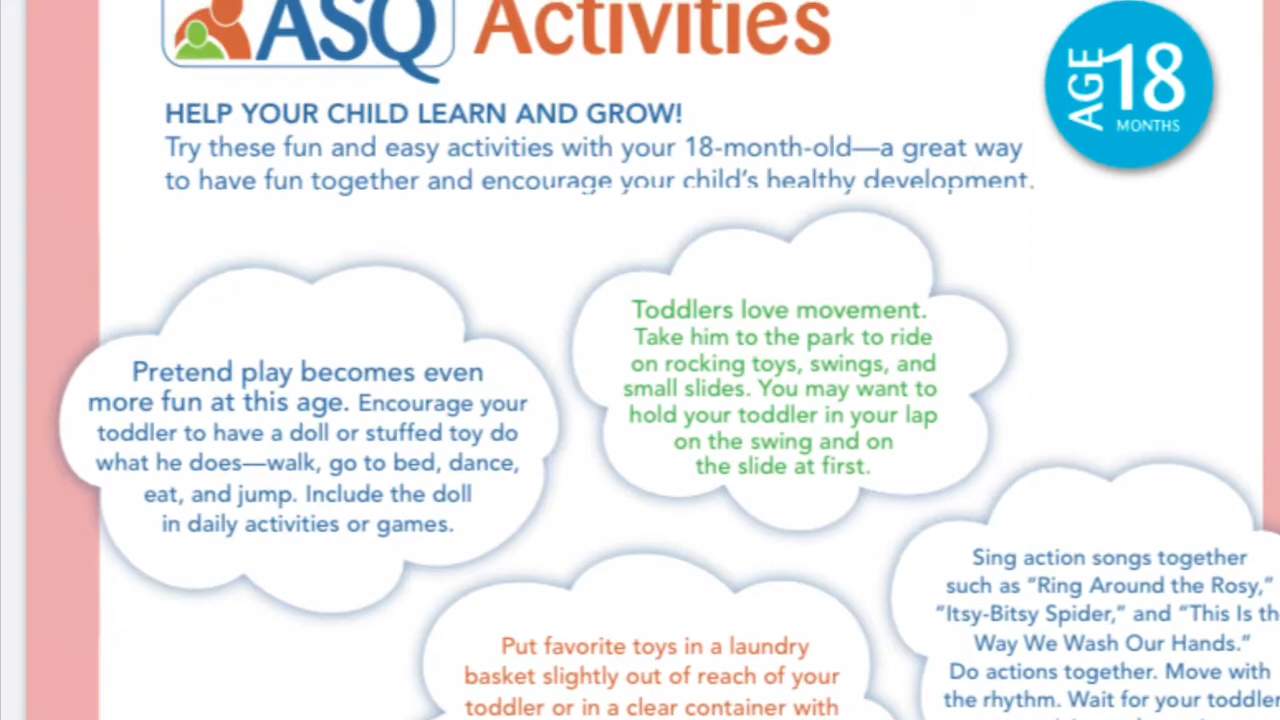 ASQ Activities
AGE 18
MONTHS
HELP YOUR CHILD LEARN AND GROW!
Try these fun and easy activities with your 18-month-old—a great way
to have fun together and encourage your child's healthy development.
Pretend play becomes even
more fun at this age. Encourage your
toddler to have a doll or stuffed toy do
what he does—walk, go to bed, dance,
eat, and jump. Include the doll
in daily activities or games.
Toddlers love movement.
Take him to the park to ride
on rocking toys, swings, and
small slides. You may want to
hold your toddler in your lap
on the swing and on
the slide at first.
Put favorite toys in a laundry
basket slightly out of reach of your
toddler or in a clear container with
Sing action songs together
such as “Ring Around the Rosy,”
“Itsy-Bitsy Spider,” and “This Is th
Way We Wash Our Hands.”
Do actions together. Move with
the rhythm. Wait for your toddler